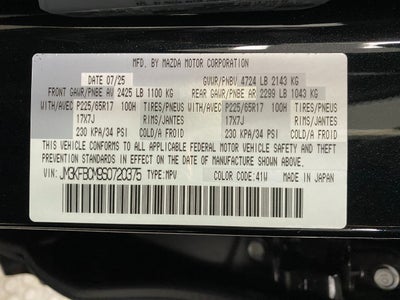 MFD. BY MAZDA MOTOR CORPORATION
DATE 07/25 GVWR/PNBV 4724 LB 2143 KG
FRONT GAWR/PNBE AV 2425 LB 1100 KG REAR GAWR/PNBE AR 2299 LB 1043 KG
WITH/AVEC P225/65R17 100H TIRES/PNEUS WITH/AVEC P225/65R17 100H TIRES/PNEUS
17X7J RIMS/JANTES 17X7J RIMS/JANTES
230 KPA/34 PSI COLD/A FROID 230 KPA/34 PSI COLD/A FROID
THIS VEHICLE CONFORMS TO ALL APPLICABLE FEDERAL MOTOR
VEHICLE SAFETY AND THEFT PREVENTION STANDARDS IN EFFECT ON THE
DATE OF MANUFACTURE SHOWN ABOVE.
VIN: JM3KFBCM9S0720375 TYPE:MPV COLOR CODE:41W MADE IN JAPAN